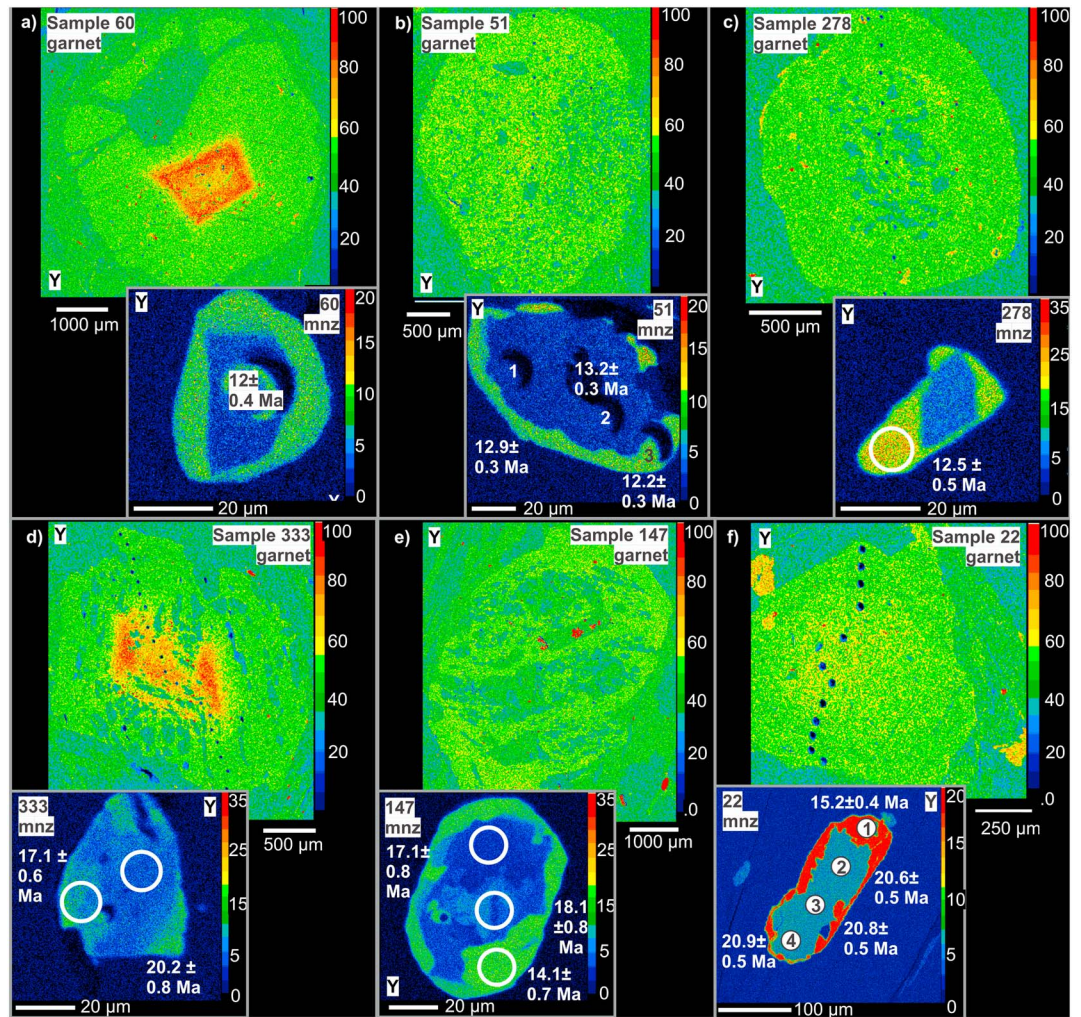 a)
Sample 60
garnet
100
80
60
40
20
Y
1000 µm
Y
60
mnz
20
15
10
5
0
12±
0.4 Ma
20 µm
b)
Sample 51
garnet
100
80
60
40
20
Y
500 µm
Y
51
mnz
20
15
10
5
0
1
13.2±
0.3 Ma
2
3
12.9±
0.3 Ma
12.2±
0.3 Ma
20 µm
c)
Sample 278
garnet
100
80
60
40
20
0
Y
500 µm
Y
278
mnz
35
25
15
5
0
12.5 ±
0.5 Ma
20 µm
d)
Y
Sample 333
garnet
100
80
60
40
20
500 µm
333
mnz
Y
35
25
15
5
0
17.1 ±
0.6
Ma
20.2 ±
0.8 Ma
20 µm
e)
Y
Sample 147
garnet
100
80
60
40
20
.0
1000 µm
147
mnz
35
25
15
5
0
17.1±
0.8
Ma
18.1
±0.8
Ma
14.1±
0.7 Ma
Y
20 µm
f)
Y
Sample 22
garnet
100
80
60
40
20
0
250 µm
22
mnz
15.2±0.4 Ma
Y
20
15
10
5
0
1
2
3
4
20.6±
0.5 Ma
20.8±
0.5 Ma
20.9±
0.5 Ma
100 µm